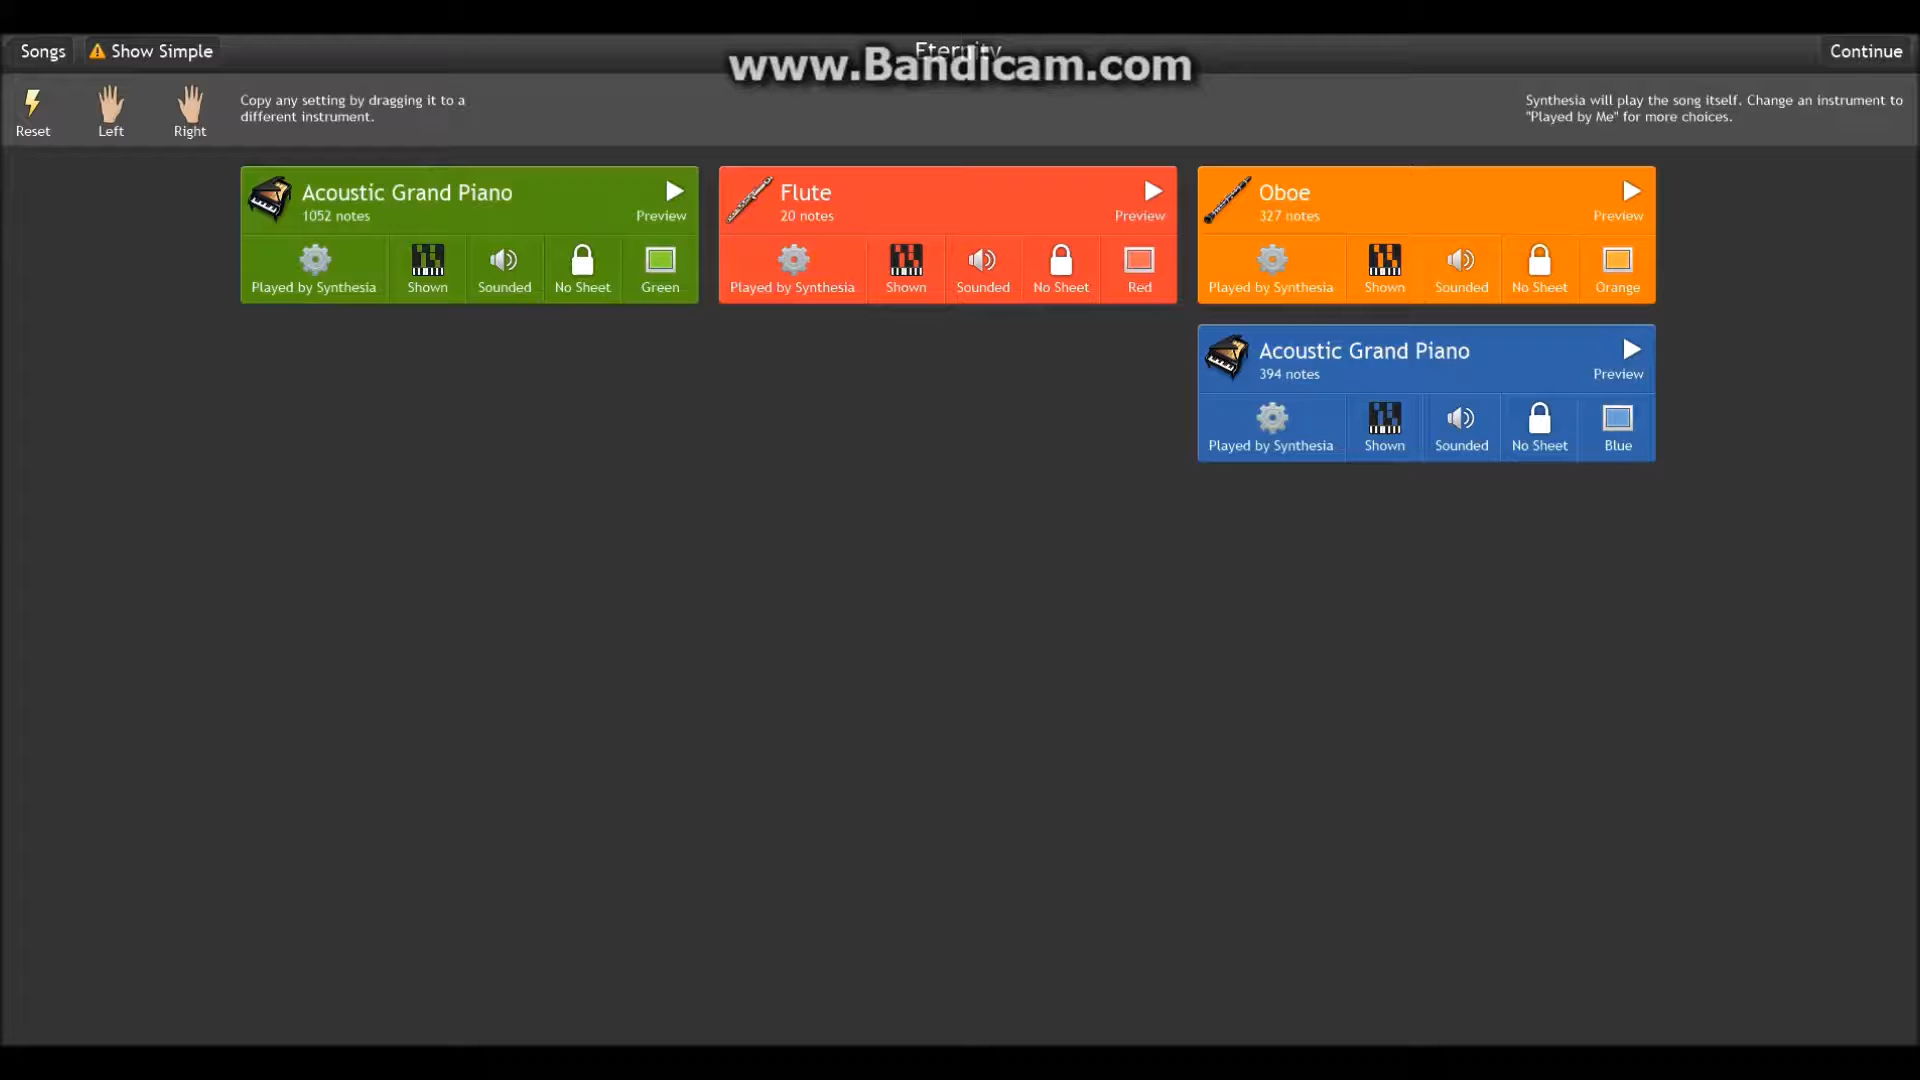 Songs
Show Simple
Eternity
www.Bandicam.com
Continue
Reset
Left
Right
Copy any setting by dragging it to a
different instrument.
Synthesia will play the song itself. Change an instrument to
"Played by Me" for more choices.
Acoustic Grand Piano
1052 notes
Preview
Played by Synthesia
Shown
Sounded
No Sheet
Green
Flute
20 notes
Preview
Played by Synthesia
Shown
Sounded
No Sheet
Red
Oboe
327 notes
Preview
Played by Synthesia
Shown
Sounded
No Sheet
Orange
Acoustic Grand Piano
394 notes
Preview
Played by Synthesia
Shown
Sounded
No Sheet
Blue